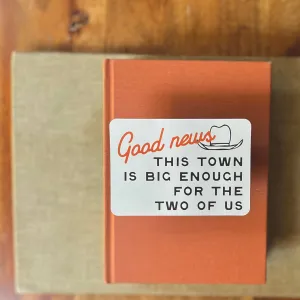 Good news
THIS TOWN
IS BIG ENOUGH
FOR THE
TWO OF US